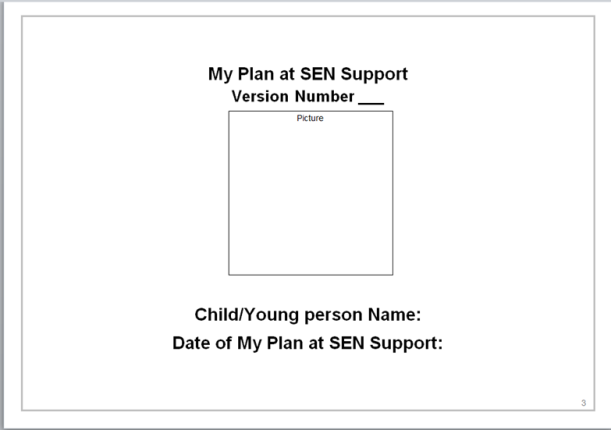 My Plan at SEN Support
Version Number ___
Picture
Child/Young person Name:
Date of My Plan at SEN Support:
3